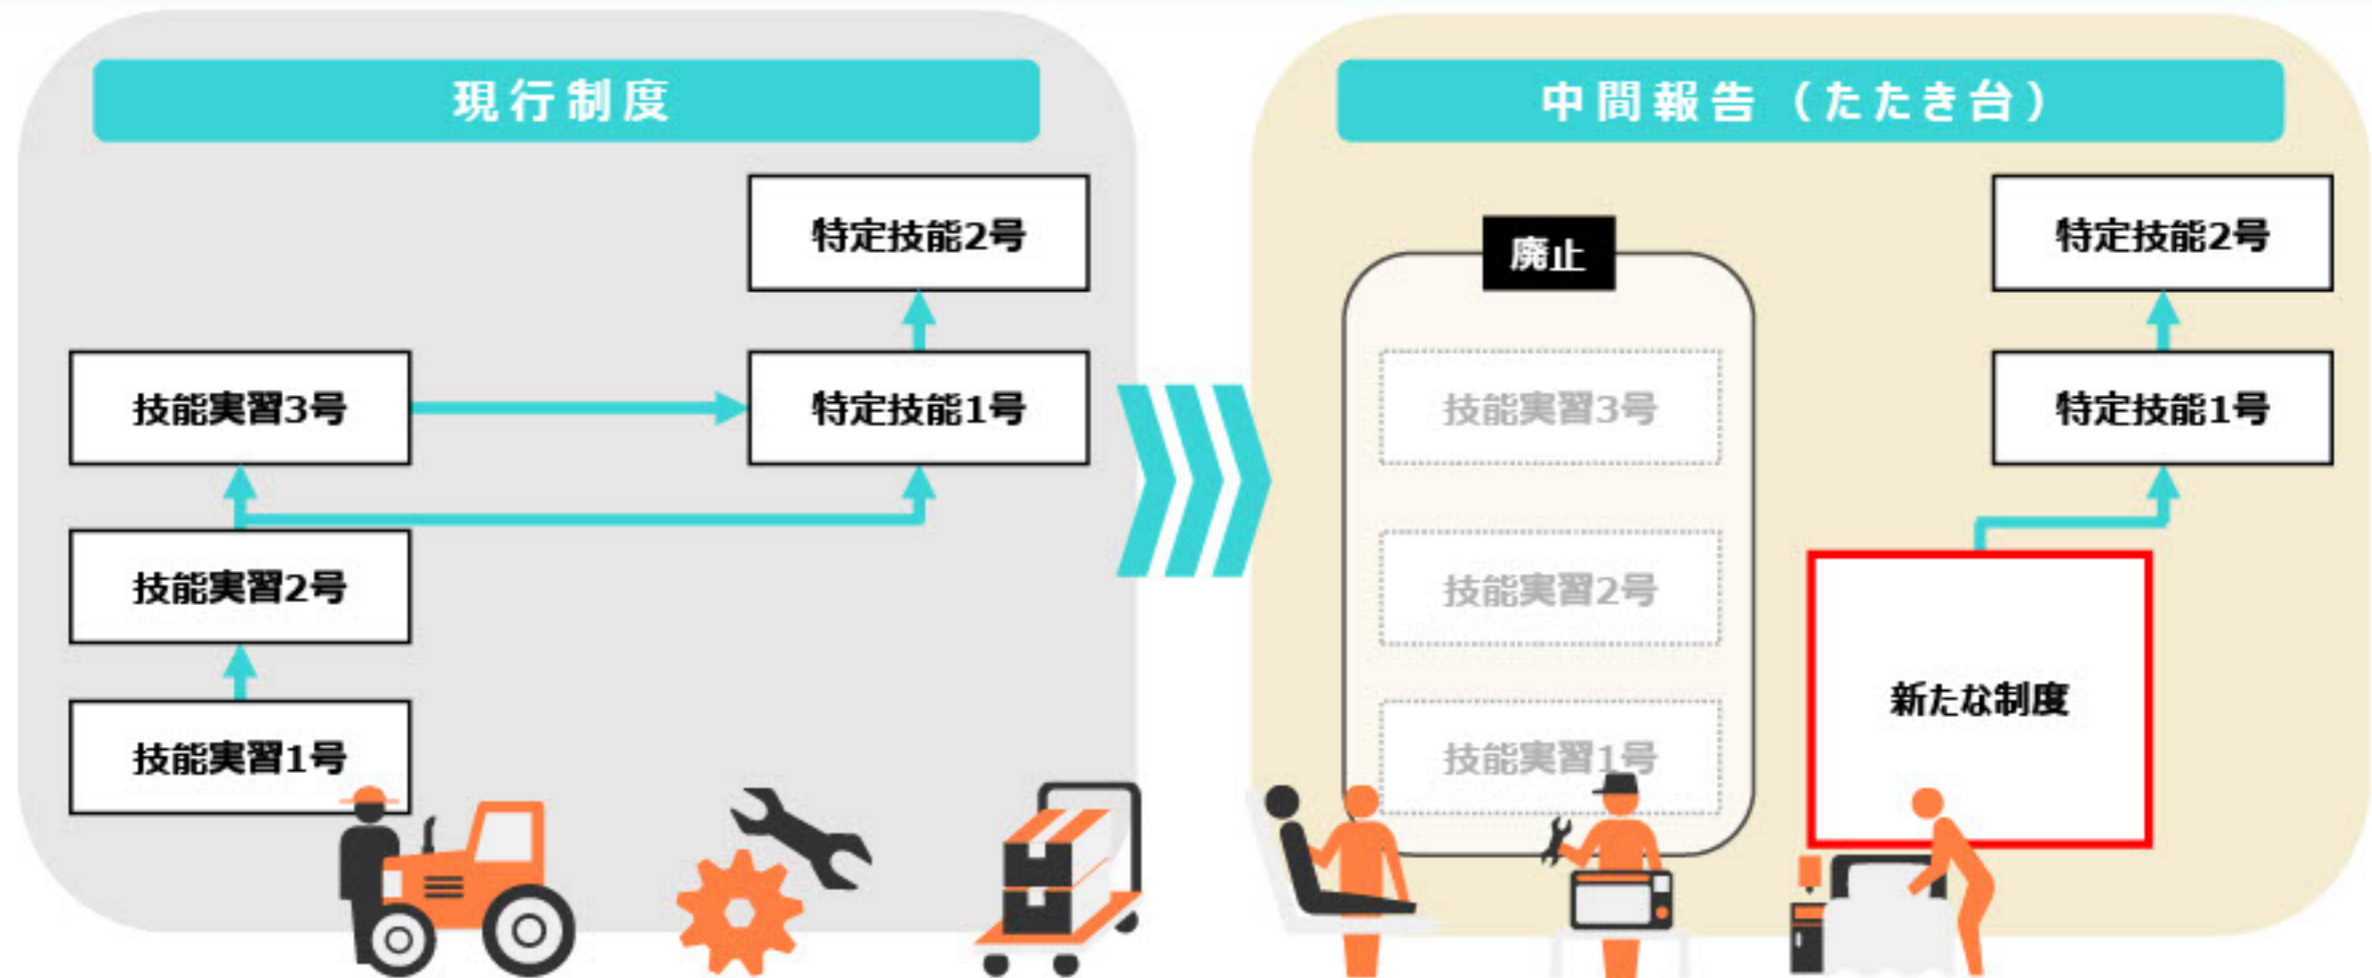 現行制度
特定技能2号
技能実習3号
特定技能1号
技能実習2号
技能実習1号
中間報告（たたき台）
廃止
特定技能2号
技能実習3号
特定技能1号
技能実習2号
新たな制度
技能実習1号